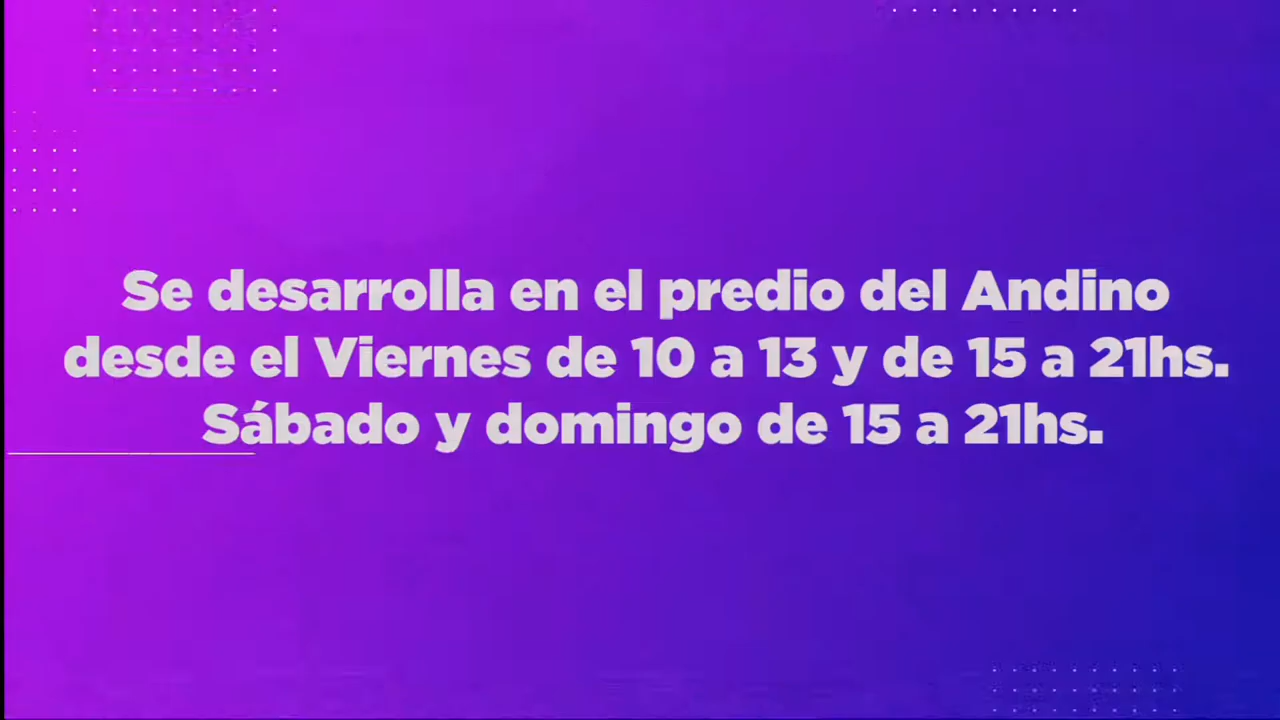 Se desarrolla en el predio del Andino
desde el Viernes de 10 a 13 y de 15 a 21hs.
Sábado y domingo de 15 a 21hs.